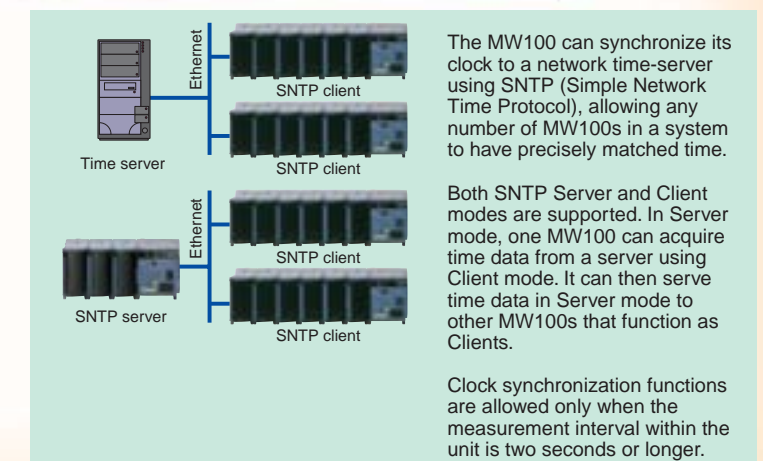 Ethernet
SNTP client
Time server
SNTP client
Ethernet
SNTP client
SNTP server
SNTP client
The MW100 can synchronize its
clock to a network time-server
using SNTP (Simple Network
Time Protocol), allowing any
number of MW100s in a system
to have precisely matched time.
Both SNTP Server and Client
modes are supported. In Server
mode, one MW100 can acquire
time data from a server using
Client mode. It can then serve
time data in Server mode to
other MW100s that function as
Clients.
Clock synchronization functions
are allowed only when the
measurement interval within the
unit is two seconds or longer.